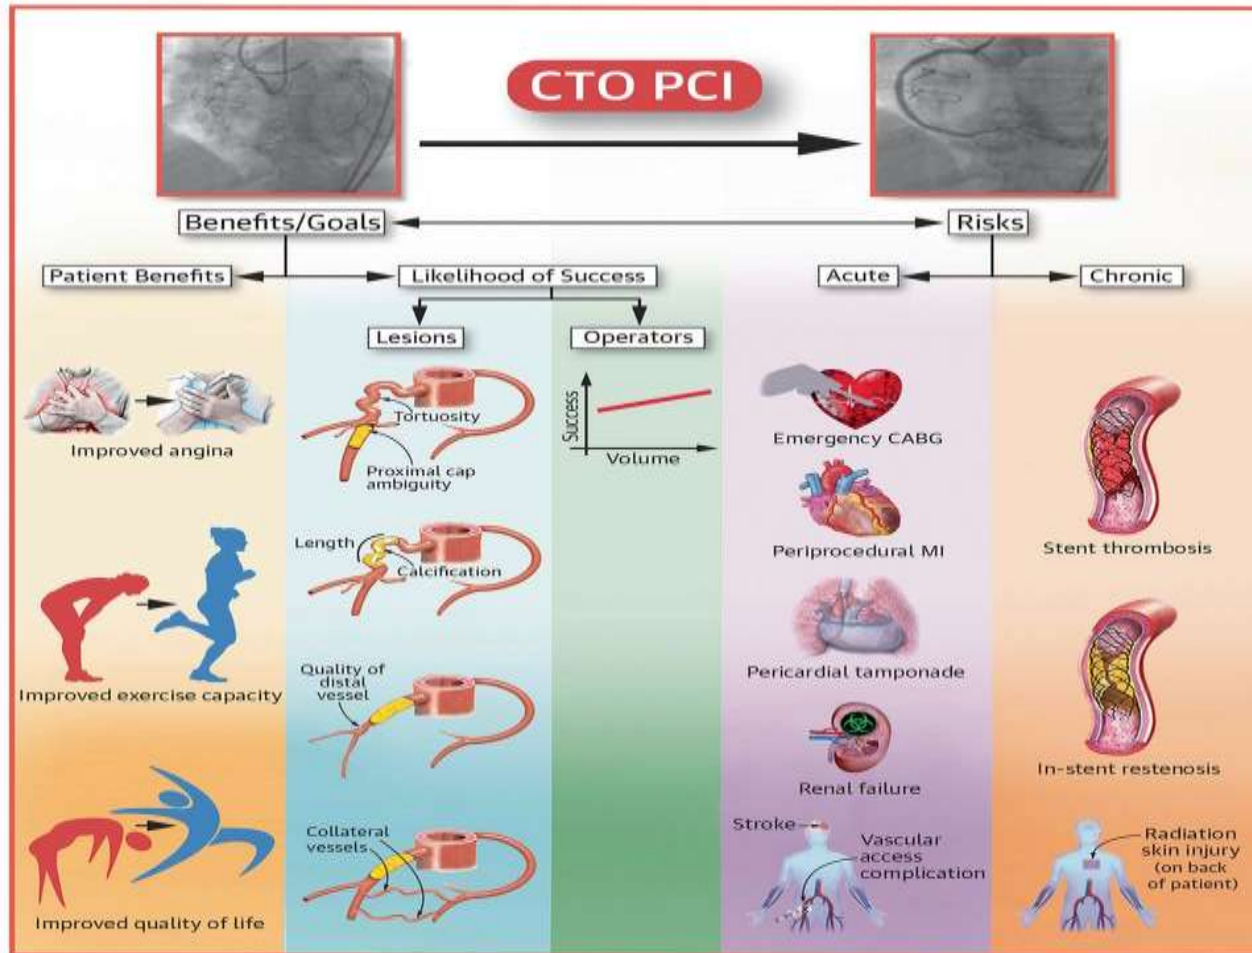 CTO PCI
Benefits/Goals
Risks
Patient Benefits
Likelihood of Success
Acute
Chronic
Lesions
Operators
Improved angina
Improved exercise capacity
Improved quality of life
Tortuosity
Proximal cap
ambiguity
Length
Calcification
Quality of
distal
vessel
Collateral
vessels
Success
Volume
Emergency CABG
Periprocedural MI
Pericardial tamponade
Renal failure
Stroke
Vascular
access
complication
Stent thrombosis
In-stent restenosis
Radiation
skin injury
(on back
of patient)